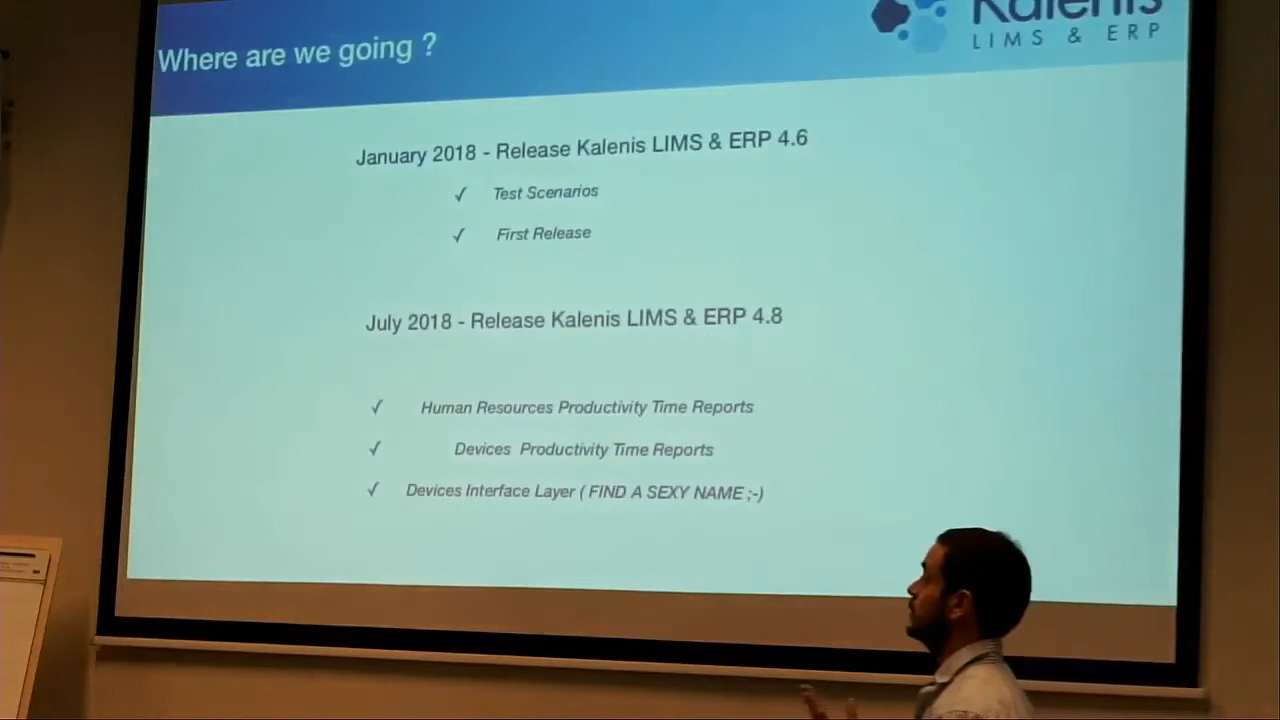 Where are we going ?
Kalenis
LIMS & ERP
January 2018 - Release Kalenis LIMS & ERP 4.6
✓ Test Scenarios
✓ First Release
July 2018 - Release Kalenis LIMS & ERP 4.8
✓ Human Resources Productivity Time Reports
✓ Devices Productivity Time Reports
✓ Devices Interface Layer ( FIND A SEXY NAME ;-)